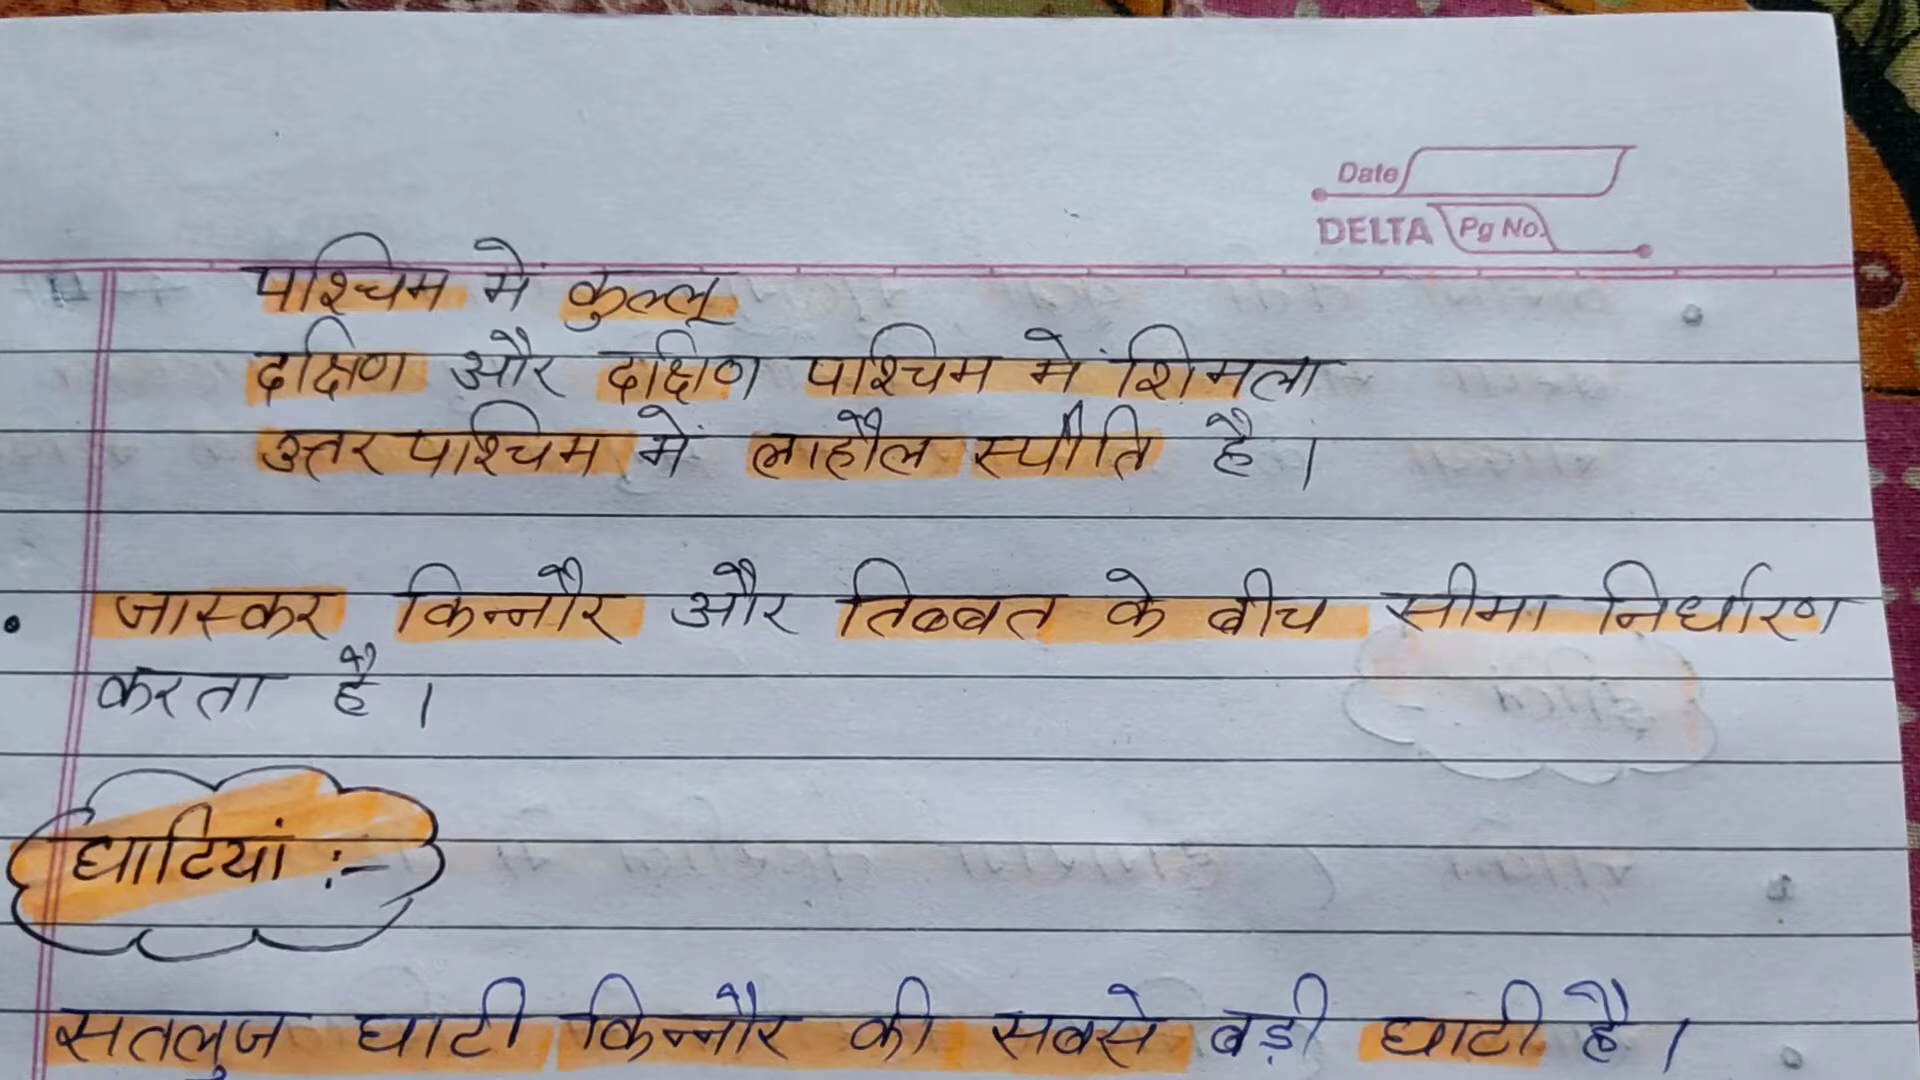 Date
DELTA Pg No.
पश्चिम में कुल्लू
दक्षिण और दक्षिण पश्चिम में शिमला
उत्तर पश्चिम में लाहौल स्पीति है।
• जास्कर किन्नौर और तिब्बत के बीच सीमा निर्धारण
करता है।
घाटियां :-
सतलुज घाटी किन्नौर की सबसे बड़ी घाटी है।